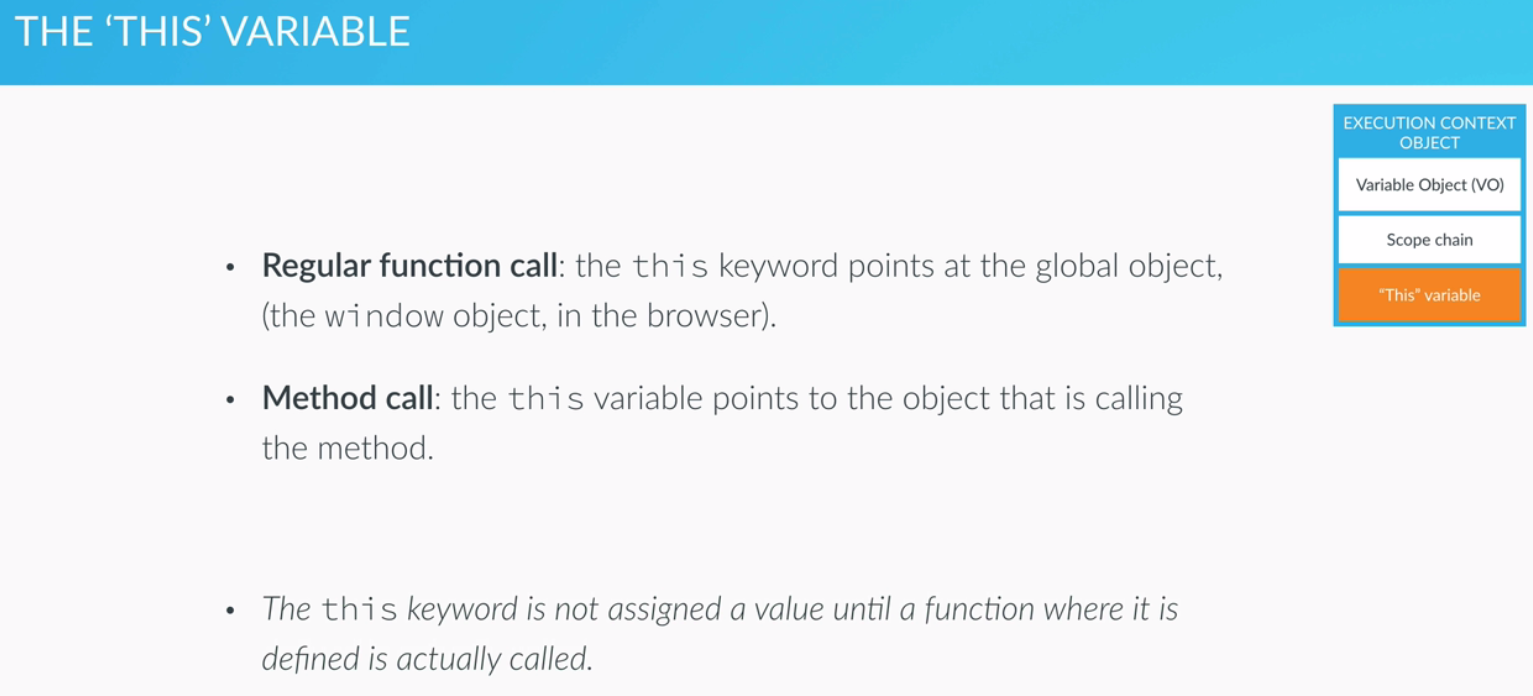 THE ‘THIS’ VARIABLE
EXECUTION CONTEXT
OBJECT
Variable Object (VO)
Scope chain
“This” variable
• Regular function call: the this keyword points at the global object,
(the window object, in the browser).
• Method call: the this variable points to the object that is calling
the method.
• The this keyword is not assigned a value until a function where it is
defined is actually called.